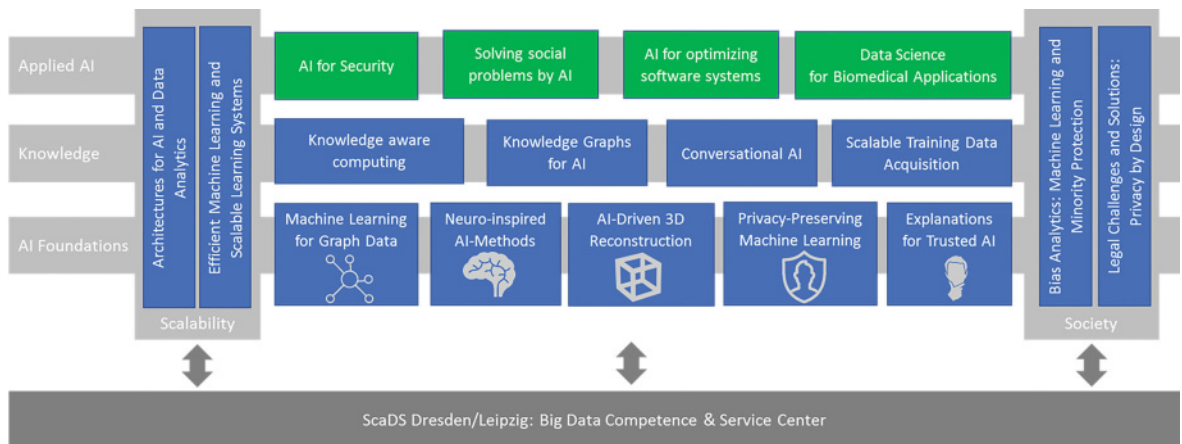 Applied AI
Knowledge
AI Foundations
Architectures for AI and Data
Analytics
Efficient Machine Learning and
Scalable Learning Systems
Scalability
AI for Security
Solving social
problems by AI
AI for optimizing
software systems
Data Science
for Biomedical Applications
Knowledge aware
computing
Knowledge Graphs
for AI
Conversational AI
Scalable Training Data
Acquisition
Machine Learning
for Graph Data
Neuro-inspired
AI-Methods
AI-Driven 3D
Reconstruction
Privacy-Preserving
Machine Learning
Explanations
for Trusted AI
Bias Analytics: Machine Learning and
Minority Protection
Legal Challenges and Solutions:
Privacy by Design
Society
ScaDS Dresden/Leipzig: Big Data Competence & Service Center